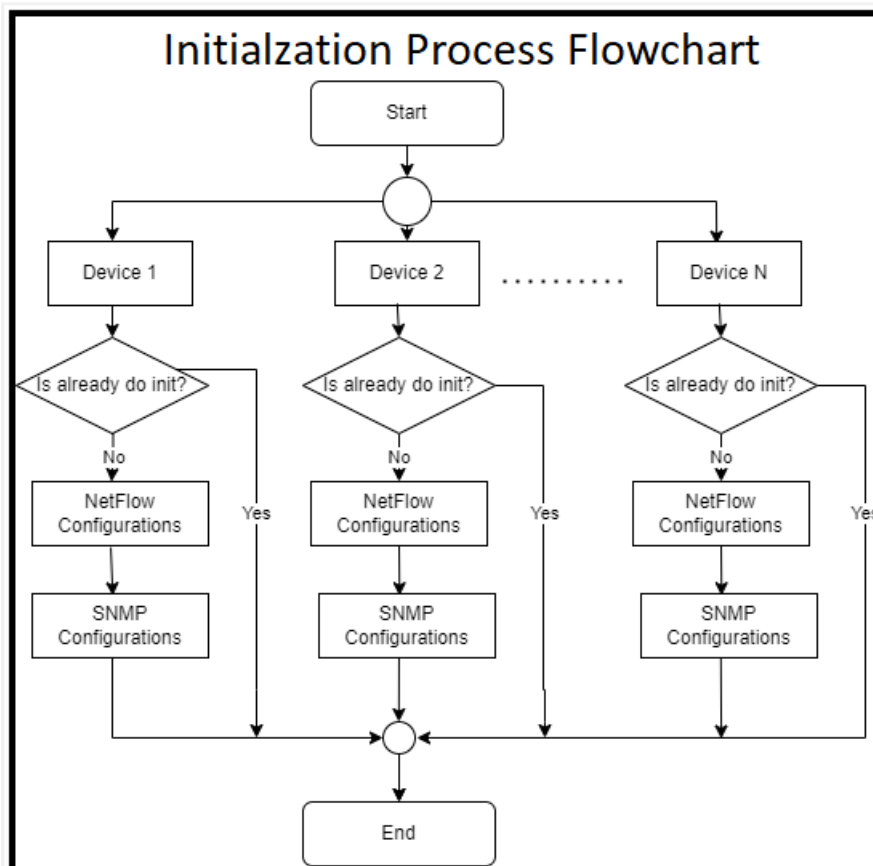 Initialzation Process Flowchart
Start
Device 1
Device 2
..........
Device N
Is already do init?
Is already do init?
Is already do init?
No
No
No
NetFlow
Configurations
Yes
NetFlow
Configurations
Yes
NetFlow
Configurations
Yes
SNMP
Configurations
SNMP
Configurations
SNMP
Configurations
End